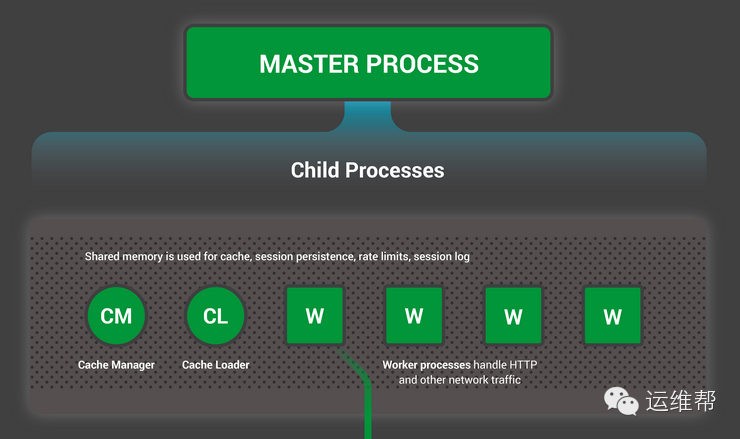 MASTER PROCESS
Child Processes
Shared memory is used for cache, session persistence, rate limits, session log
CM
CL
W
W
W
W
Cache Manager
Cache Loader
Worker processes handle HTTP
and other network traffic
运维帮